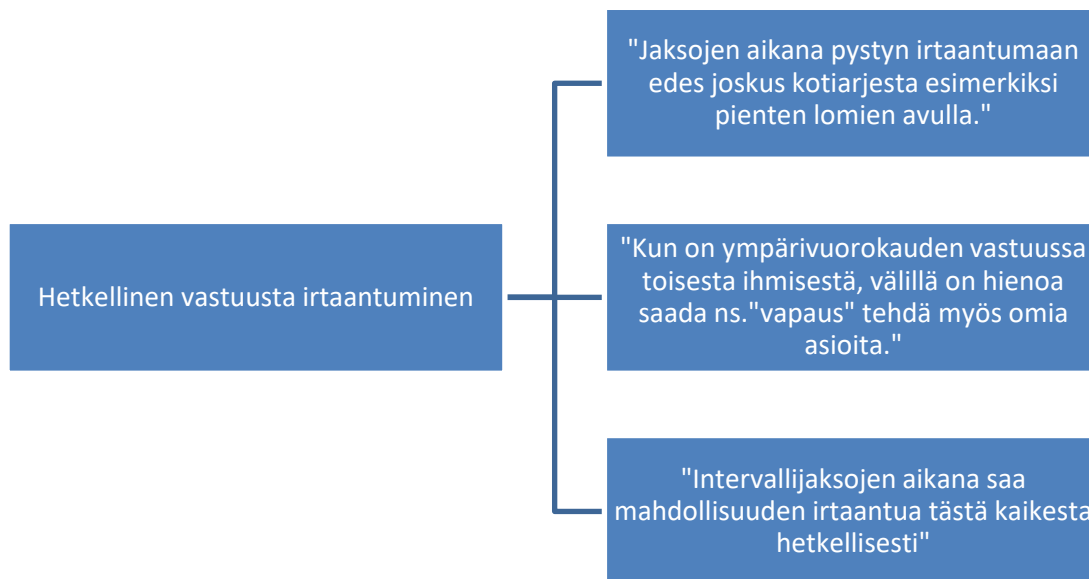 "Jaksojen aikana pystyn irtaantumaan
edes joskus kotiarjesta esimerkiksi
pienten lomien avulla."
Hetkellinen vastuusta irtaantuminen
"Kun on ympärivuorokauden vastuussa
toisesta ihmisestä, välillä on hienoa
saada ns."vapaus" tehdä myös omia
asioita."
"Intervallijaksojen aikana saa
mahdollisuuden irtaantua tästä kaikesta
hetkellisesti"